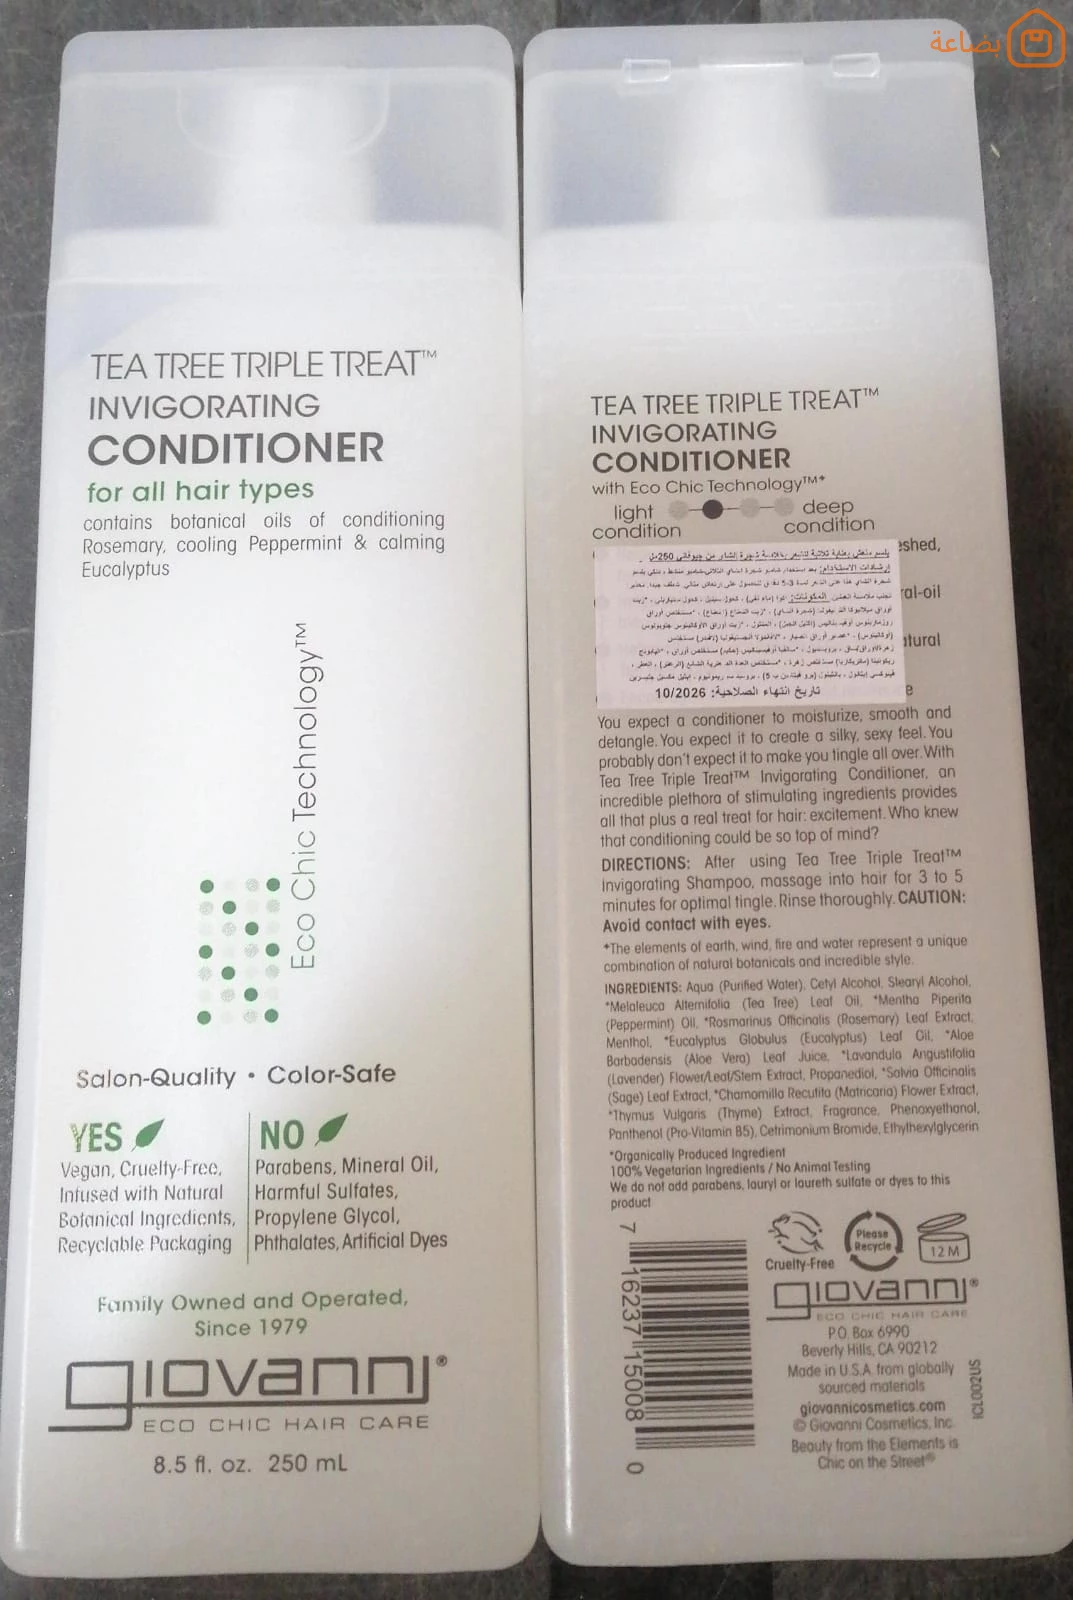 بضاعة
TEA TREE TRIPLE TREAT™
INVIGORATING
CONDITIONER
for all hair types
contains botanical oils of conditioning
Rosemary, cooling Peppermint & calming
Eucalyptus
Eco Chic Technology™
Salon-Quality • Color-Safe
YES
Vegan, Cruelty-Free,
Infused with Natural
Botanical Ingredients,
Recyclable Packaging
NO
Parabens, Mineral Oil,
Harmful Sulfates,
Propylene Glycol,
Phthalates, Artificial Dyes
Family Owned and Operated,
Since 1979
giovanni®
ECO CHIC HAIR CARE
8.5 fl. oz. 250 mL
TEA TREE TRIPLE TREAT™
INVIGORATING
CONDITIONER
with Eco Chic Technology™+
light condition
deep condition
تاريخ انتهاء الصلاحية: 10/2026
You expect a conditioner to moisturize, smooth and
detangle. You expect it to create a silky, sexy feel. You
probably don't expect it to make you tingle all over. With
Tea Tree Triple Treat™ Invigorating Conditioner, an
incredible plethora of stimulating ingredients provides
all that plus a real treat for hair: excitement. Who knew
that conditioning could be so top of mind?
DIRECTIONS: After using Tea Tree Triple Treat™
Invigorating Shampoo, massage into hair for 3 to 5
minutes for optimal tingle. Rinse thoroughly. CAUTION:
Avoid contact with eyes.
+The elements of earth, wind, fire and water represent a unique
combination of natural botanicals and incredible style.
INGREDIENTS: Aqua (Purified Water), Cetyl Alcohol, Stearyl Alcohol,
*Melaleuca Alternifolia (Tea Tree) Leaf Oil, *Mentha Piperita
(Peppermint) Oil, *Rosmarinus Officinalis (Rosemary) Leaf Extract,
Menthol, *Eucalyptus Globulus (Eucalyptus) Leaf Oil, *Aloe
Barbadensis (Aloe Vera) Leaf Juice, *Lavandula Angustifolia
(Lavender) Flower/Leaf/Stem Extract, Propanediol, *Salvia Officinalis
(Sage) Leaf Extract, *Chamomilla Recutita (Matricaria) Flower Extract,
*Thymus Vulgaris (Thyme) Extract, Fragrance, Phenoxyethanol,
Panthenol (Pro-Vitamin B5), Cetrimonium Bromide, Ethylhexylglycerin
*Organically Produced Ingredient
100% Vegetarian Ingredients / No Animal Testing
We do not add parabens, lauryl or laureth sulfate or dyes to this
product
7 16237 15008 0
Cruelty-Free
Please
Recycle
12 M
giovanni®
ECO CHIC HAIR CARE
P.O. Box 6990
Beverly Hills, CA 90212
Made in U.S.A. from globally
sourced materials
giovannicosmetics.com
© Giovanni Cosmetics, Inc.
Beauty from the Elements is
Chic on the Street®
ICL002US